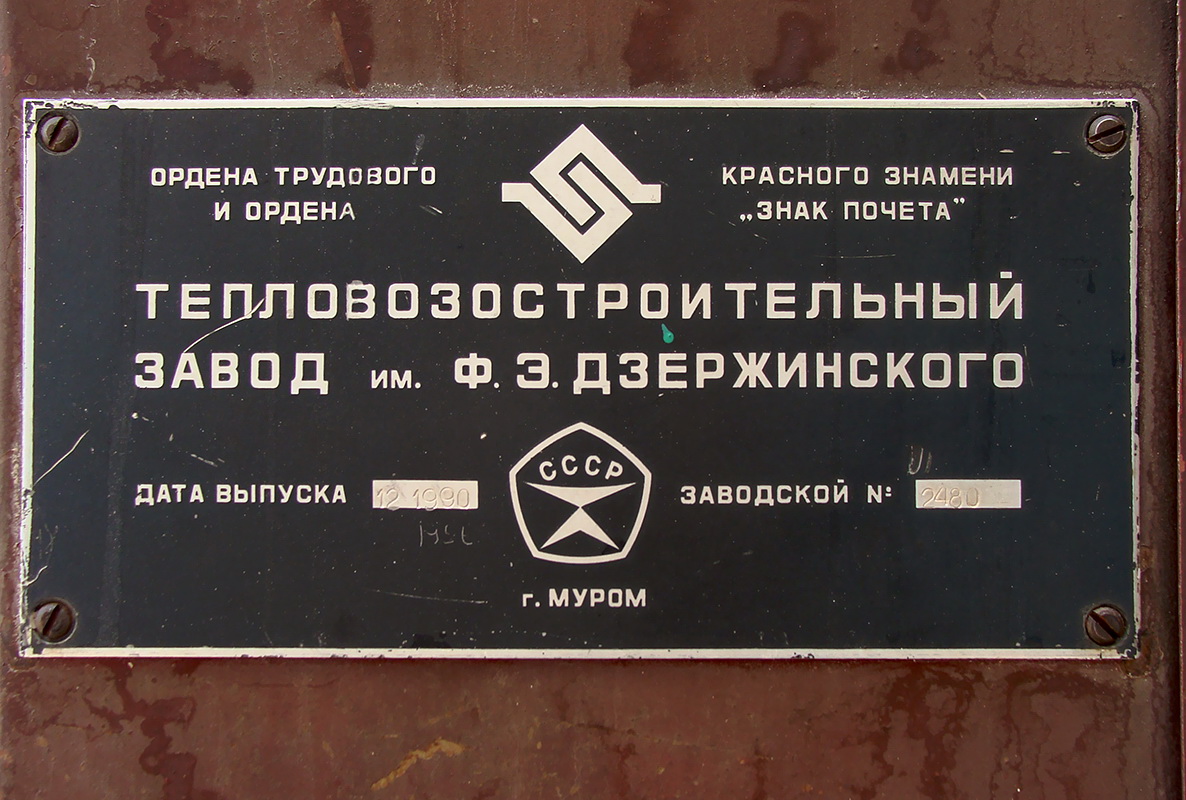 ОРДЕНА ТРУДОВОГО КРАСНОГО ЗНАМЕНИ
И ОРДЕНА „ЗНАК ПОЧЕТА”
ТЕПЛОВОЗОСТРОИТЕЛЬНЫЙ
ЗАВОД им. Ф. Э. ДЗЕРЖИНСКОГО
СССР
ДАТА ВЫПУСКА 12 1990 ЗАВОДСКОЙ №: 2480
г. МУРОМ